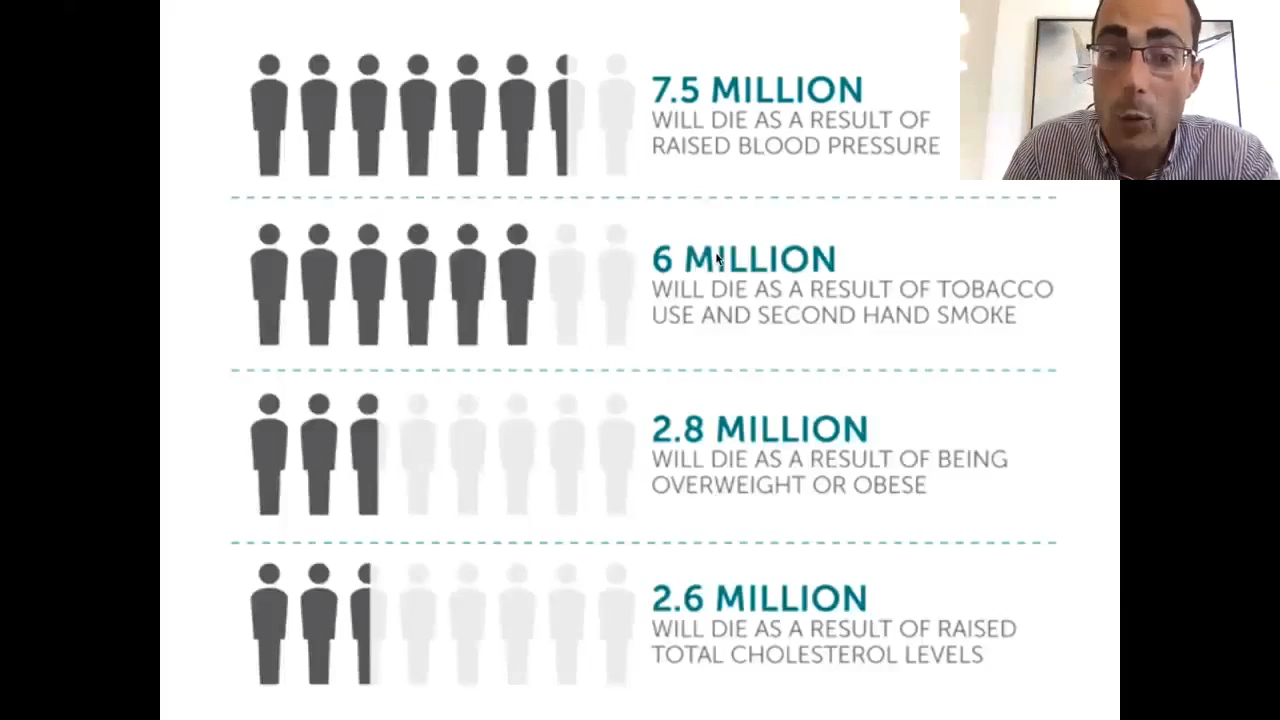 7.5 MILLION
WILL DIE AS A RESULT OF
RAISED BLOOD PRESSURE
6 MILLION
WILL DIE AS A RESULT OF TOBACCO
USE AND SECOND HAND SMOKE
2.8 MILLION
WILL DIE AS A RESULT OF BEING
OVERWEIGHT OR OBESE
2.6 MILLION
WILL DIE AS A RESULT OF RAISED
TOTAL CHOLESTEROL LEVELS